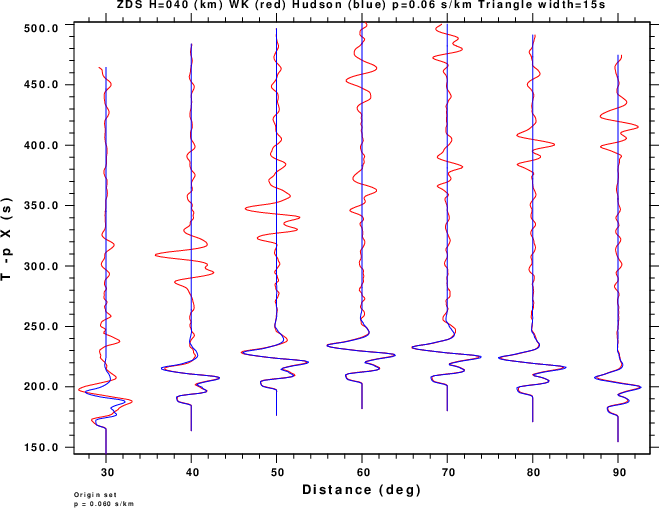 ZDS H=040 (km) WK (red) Hudson (blue) p=0.06 s/km Triangle width=15s
500.0
450.0
400.0
350.0
300.0
250.0
200.0
150.0
T -p X (s)
30 40 50 60 70 80 90
Distance (deg)
Origin set
p = 0.060 s/km